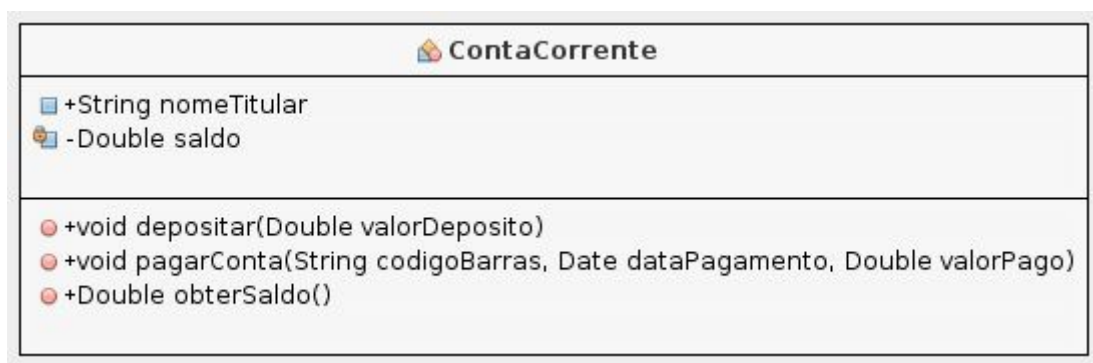 ContaCorrente
+String nomeTitular
-Double saldo
+void depositar(Double valorDeposito)
+void pagarConta(String codigoBarras, Date dataPagamento, Double valorPago)
+Double obterSaldo()